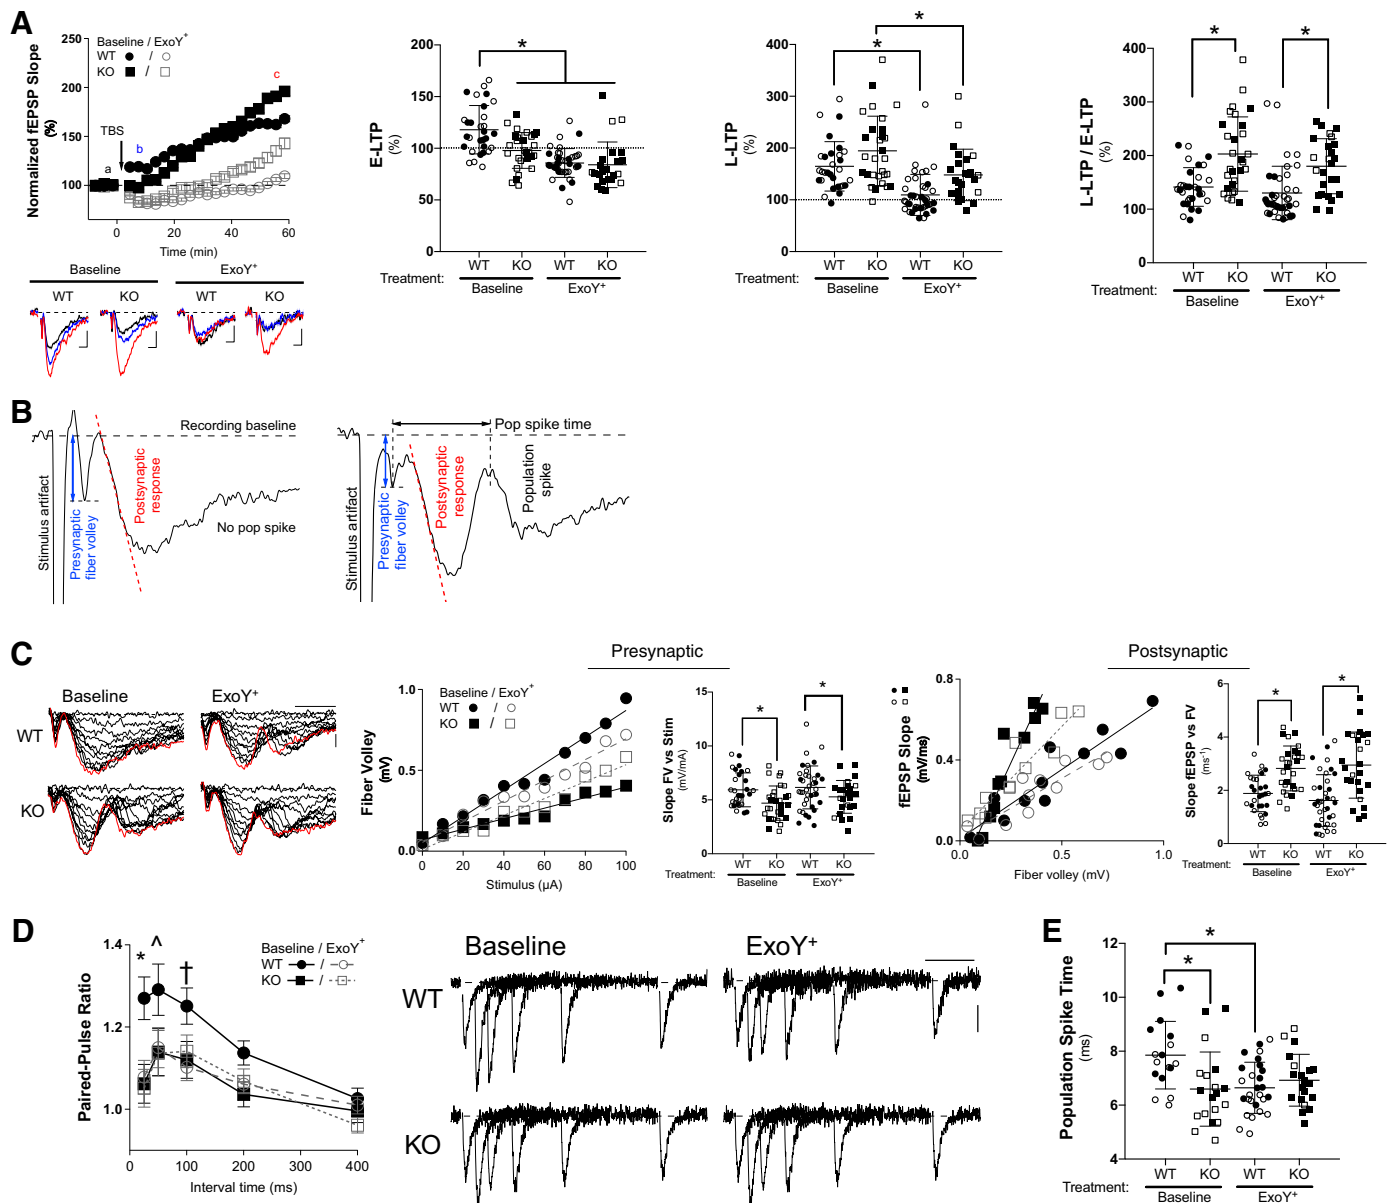 A
Normalized fEPSP Slope
(%)
250
200
150
100
Baseline / ExoY+
WT / 
KO / 
TBS
a
b
c
0
20
40
60
Time (min)
Baseline
ExoY+
WT
KO
WT
KO
E-LTP
(%)
200
150
100
50
0
*
WT
KO
WT
KO
Treatment:
Baseline
ExoY+
L-LTP
(%)
400
300
200
100
0
*
*
WT
KO
WT
KO
Treatment:
Baseline
ExoY+
L-LTP / E-LTP
(%)
400
300
200
100
0
*
*
WT
KO
WT
KO
Treatment:
Baseline
ExoY+
B
Recording baseline
Stimulus artifact
Presynaptic
fiber volley
Postsynaptic
response
No pop spike
Pop spike time
Stimulus artifact
Presynaptic
fiber volley
Postsynaptic
response
Population
spike
C
Baseline
ExoY+
WT
KO
Presynaptic
Fiber Volley
(mV)
1.0
0.5
0.0
Baseline / ExoY+
WT / 
KO / 
0
20
40
60
80
100
Stimulus (µA)
Slope FV vs Stim
(mV/mA)
15
10
5
0
*
*
WT
KO
WT
KO
Treatment:
Baseline
ExoY+
Postsynaptic
fEPSP Slope
(mV/ms)
0.8
0.4
0.0
0.0
0.5
1.0
Fiber volley (mV)
Slope fEPSP vs FV
(ms-1)
6
4
2
0
*
*
WT
KO
WT
KO
Treatment:
Baseline
ExoY+
D
Paired-Pulse Ratio
1.4
1.2
1.0
*
^
†
Baseline / ExoY+
WT / 
KO / 
0
100
200
300
400
Interval time (ms)
Baseline
ExoY+
WT
KO
E
Population Spike Time
(ms)
12
10
8
6
4
*
*
WT
KO
WT
KO
Treatment:
Baseline
ExoY+